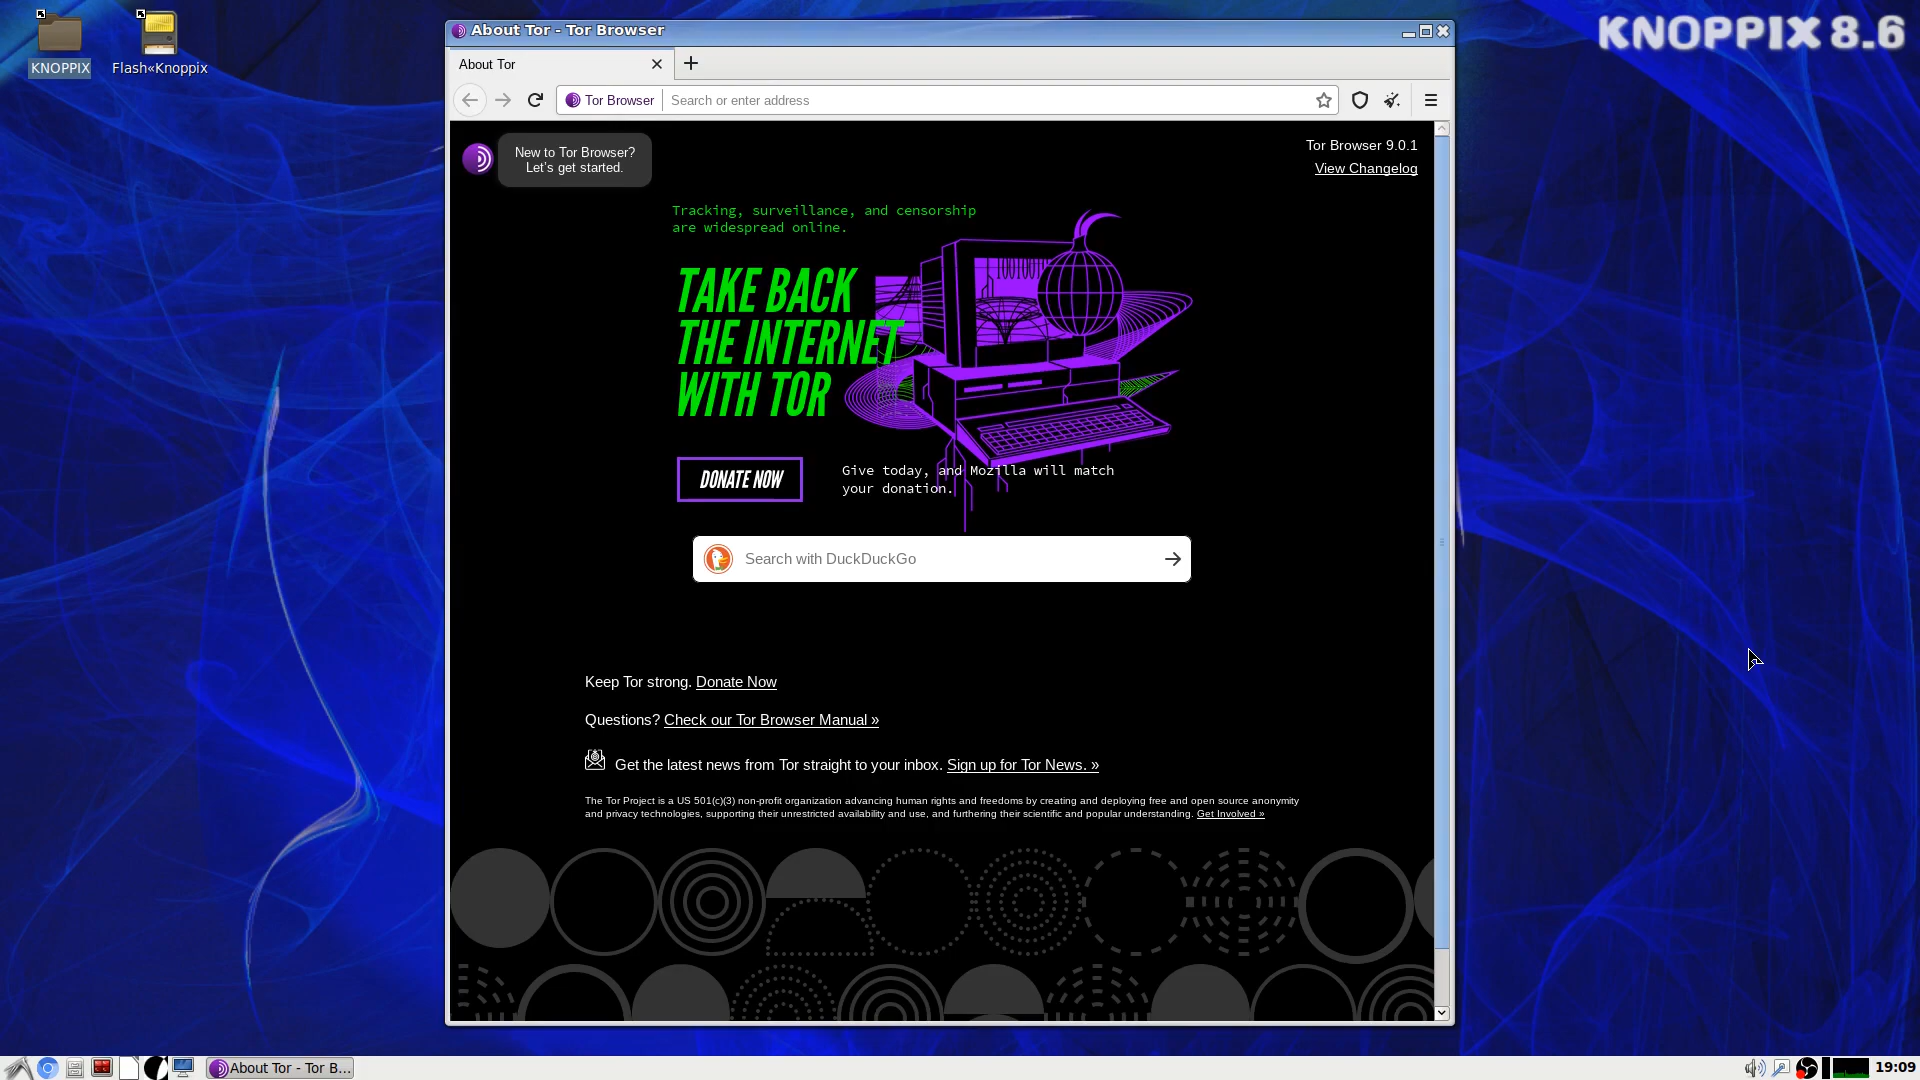 KNOPPIX
Flash«Knoppix
KNOPPIX 8.6
About Tor - Tor Browser
About Tor
Tor Browser
Search or enter address
New to Tor Browser?
Let's get started.
Tor Browser 9.0.1
View Changelog
Tracking, surveillance, and censorship
are widespread online.
TAKE BACK
THE INTERNET
WITH TOR
DONATE NOW
Give today, and Mozilla will match
your donation.
Search with DuckDuckGo
Keep Tor strong. Donate Now
Questions? Check our Tor Browser Manual »
Get the latest news from Tor straight to your inbox. Sign up for Tor News. »
The Tor Project is a US 501(c)(3) non-profit organization advancing human rights and freedoms by creating and deploying free and open source anonymity
and privacy technologies, supporting their unrestricted availability and use, and furthering their scientific and popular understanding. Get Involved »
About Tor - Tor B...
19:09